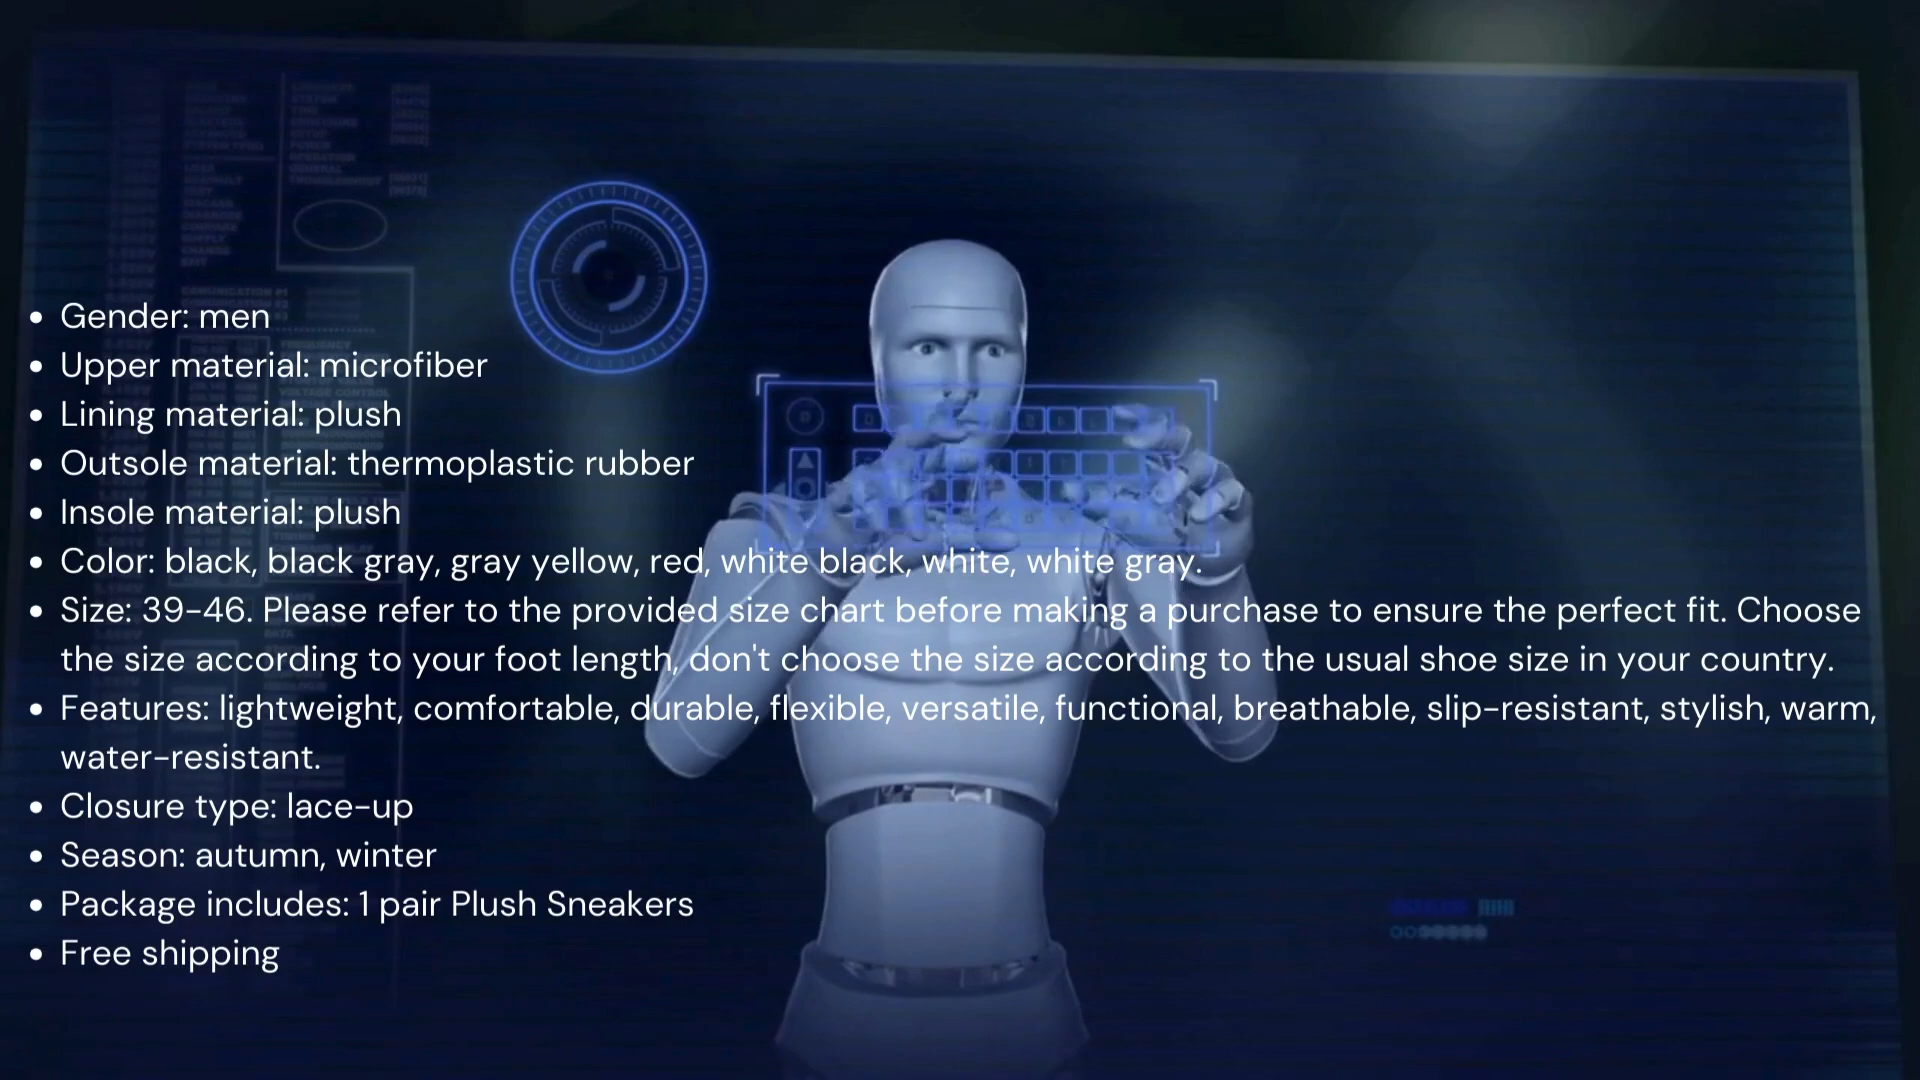 Gender: men
Upper material: microfiber
Lining material: plush
Outsole material: thermoplastic rubber
Insole material: plush
Color: black, black gray, gray yellow, red, white black, white, white gray.
Size: 39-46. Please refer to the provided size chart before making a purchase to ensure the perfect fit. Choose
the size according to your foot length, don't choose the size according to the usual shoe size in your country.
Features: lightweight, comfortable, durable, flexible, versatile, functional, breathable, slip-resistant, stylish, warm,
water-resistant.
Closure type: lace-up
Season: autumn, winter
Package includes: 1 pair Plush Sneakers
Free shipping